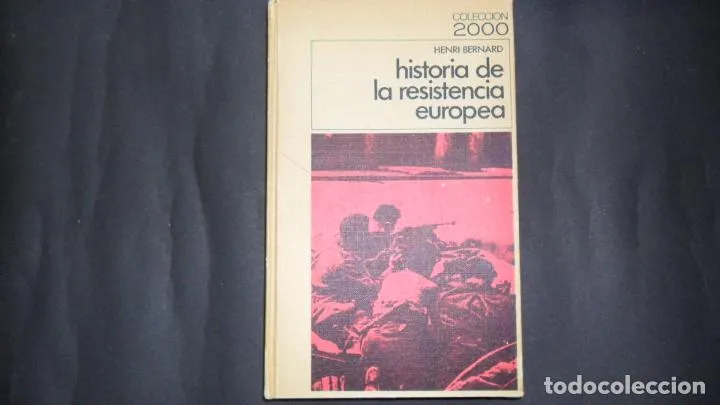 COLECCION
2000
HENRI BERNARD
historia de
la resistencia
europea
todocoleccion